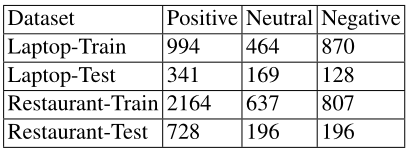 Dataset Positive Neutral Negative
Laptop-Train 994 464 870
Laptop-Test 341 169 128
Restaurant-Train 2164 637 807
Restaurant-Test 728 196 196